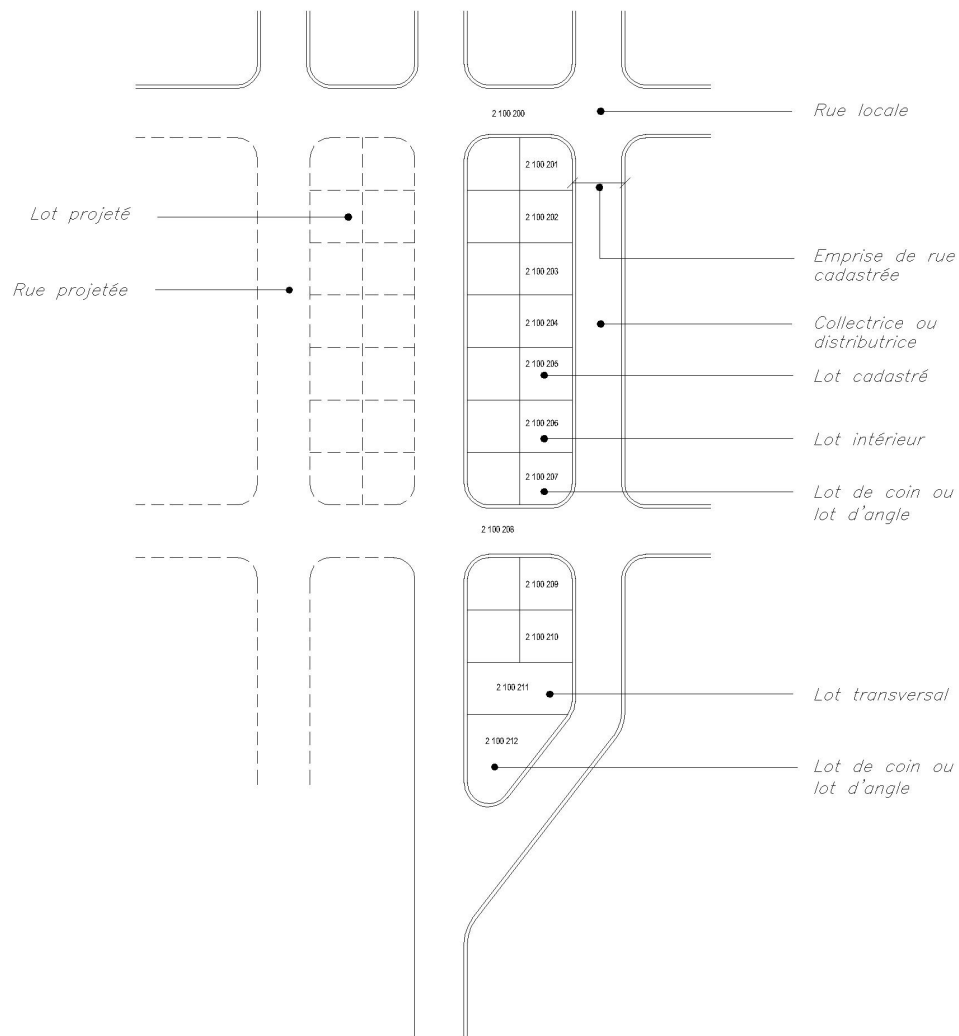 2 100 200
Rue locale
2 100 201
Lot projeté
2 100 202
Emprise de rue
cadastrée
2 100 203
Rue projetée
2 100 204
Collectrice ou
distributrice
2 100 205
Lot cadastré
2 100 206
Lot intérieur
2 100 207
Lot de coin ou
lot d'angle
2 100 208
2 100 209
2 100 210
2 100 211
Lot transversal
2 100 212
Lot de coin ou
lot d'angle